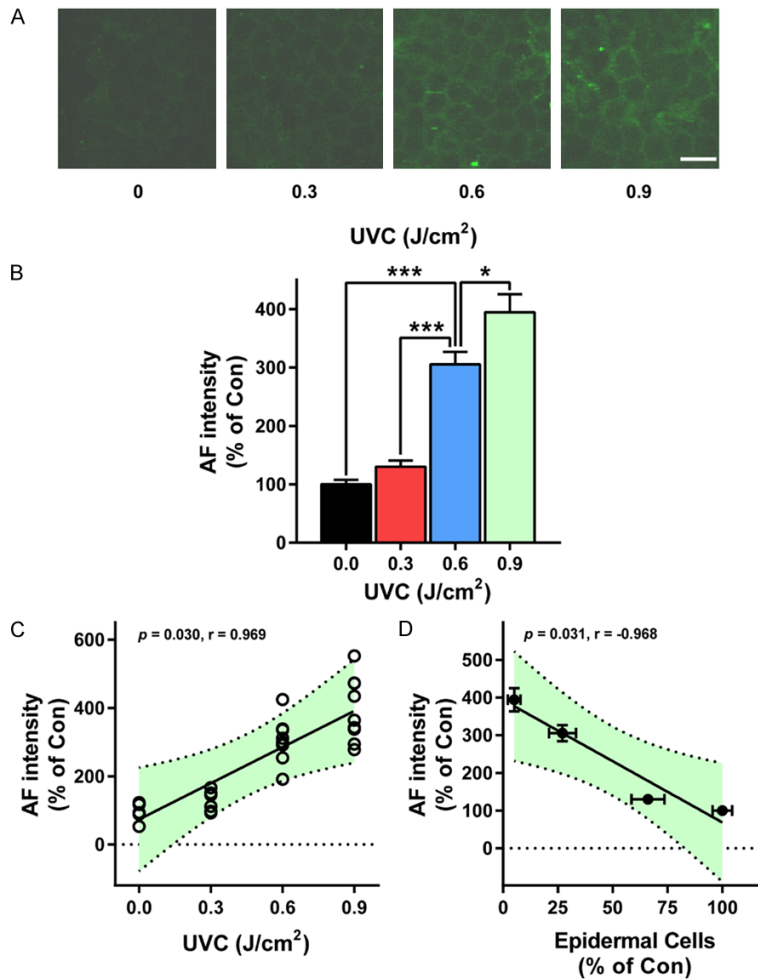 A
0
0.3
0.6
0.9
UVC (J/cm²)
B
AF intensity
(% of Con)
400
300
200
100
0
***
*
***
0.0
0.3
0.6
0.9
UVC (J/cm²)
C
p = 0.030, r = 0.969
AF intensity
(% of Con)
600
400
200
0
0.0
0.3
0.6
0.9
UVC (J/cm²)
D
p = 0.031, r = -0.968
AF intensity
(% of Con)
500
400
300
200
100
0
0
25
50
75
100
Epidermal Cells
(% of Con)